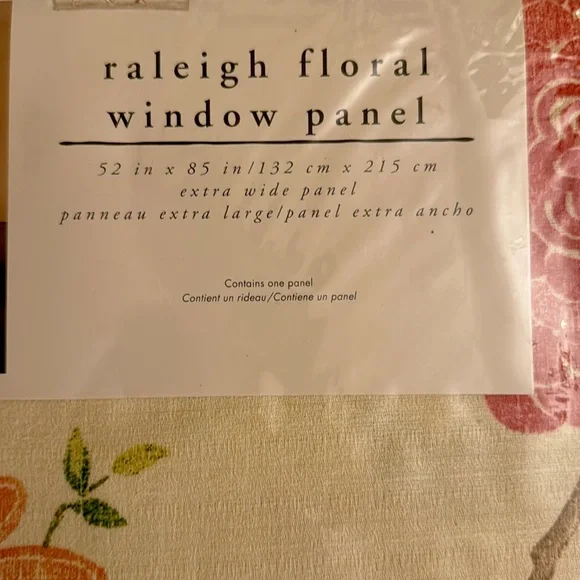 raleigh floral
window panel
52 in x 85 in/132 cm x 215 cm
extra wide panel
panneau extra large/panel extra ancho
Contains one panel
Contient un rideau/Contiene un panel